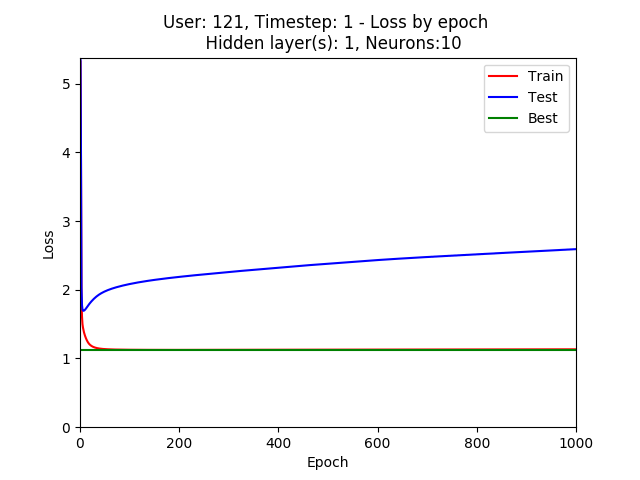 User: 121, Timestep: 1 - Loss by epoch
Hidden layer(s): 1, Neurons:10
Train
Test
Best
Loss
5
4
3
2
1
0
0 200 400 600 800 1000
Epoch